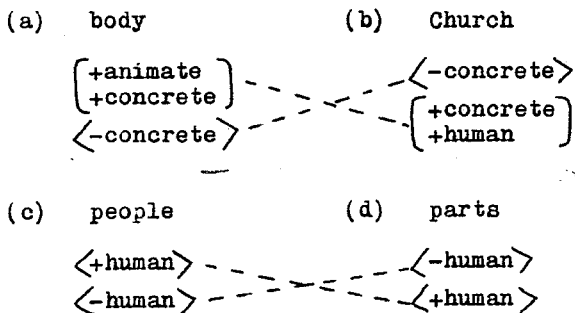 (a) body (b) Church
[+animate <-concrete>
+concrete] [+concrete
<-concrete> +human]
(c) people (d) parts
<+human> <-human>
<-human> <+human>